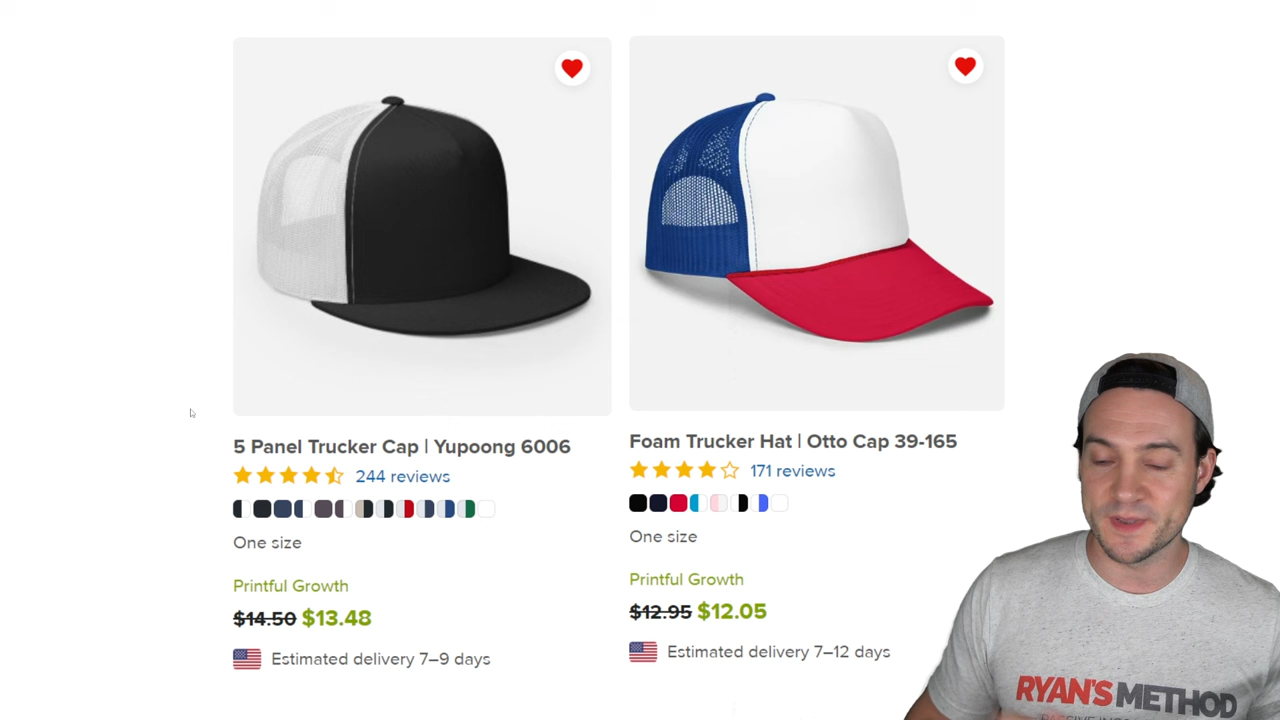 5 Panel Trucker Cap | Yupoong 6006
244 reviews
One size
Printful Growth
$14.50 $13.48
Estimated delivery 7–9 days
Foam Trucker Hat | Otto Cap 39-165
171 reviews
One size
Printful Growth
$12.95 $12.05
Estimated delivery 7–12 days
RYAN'S METHOD